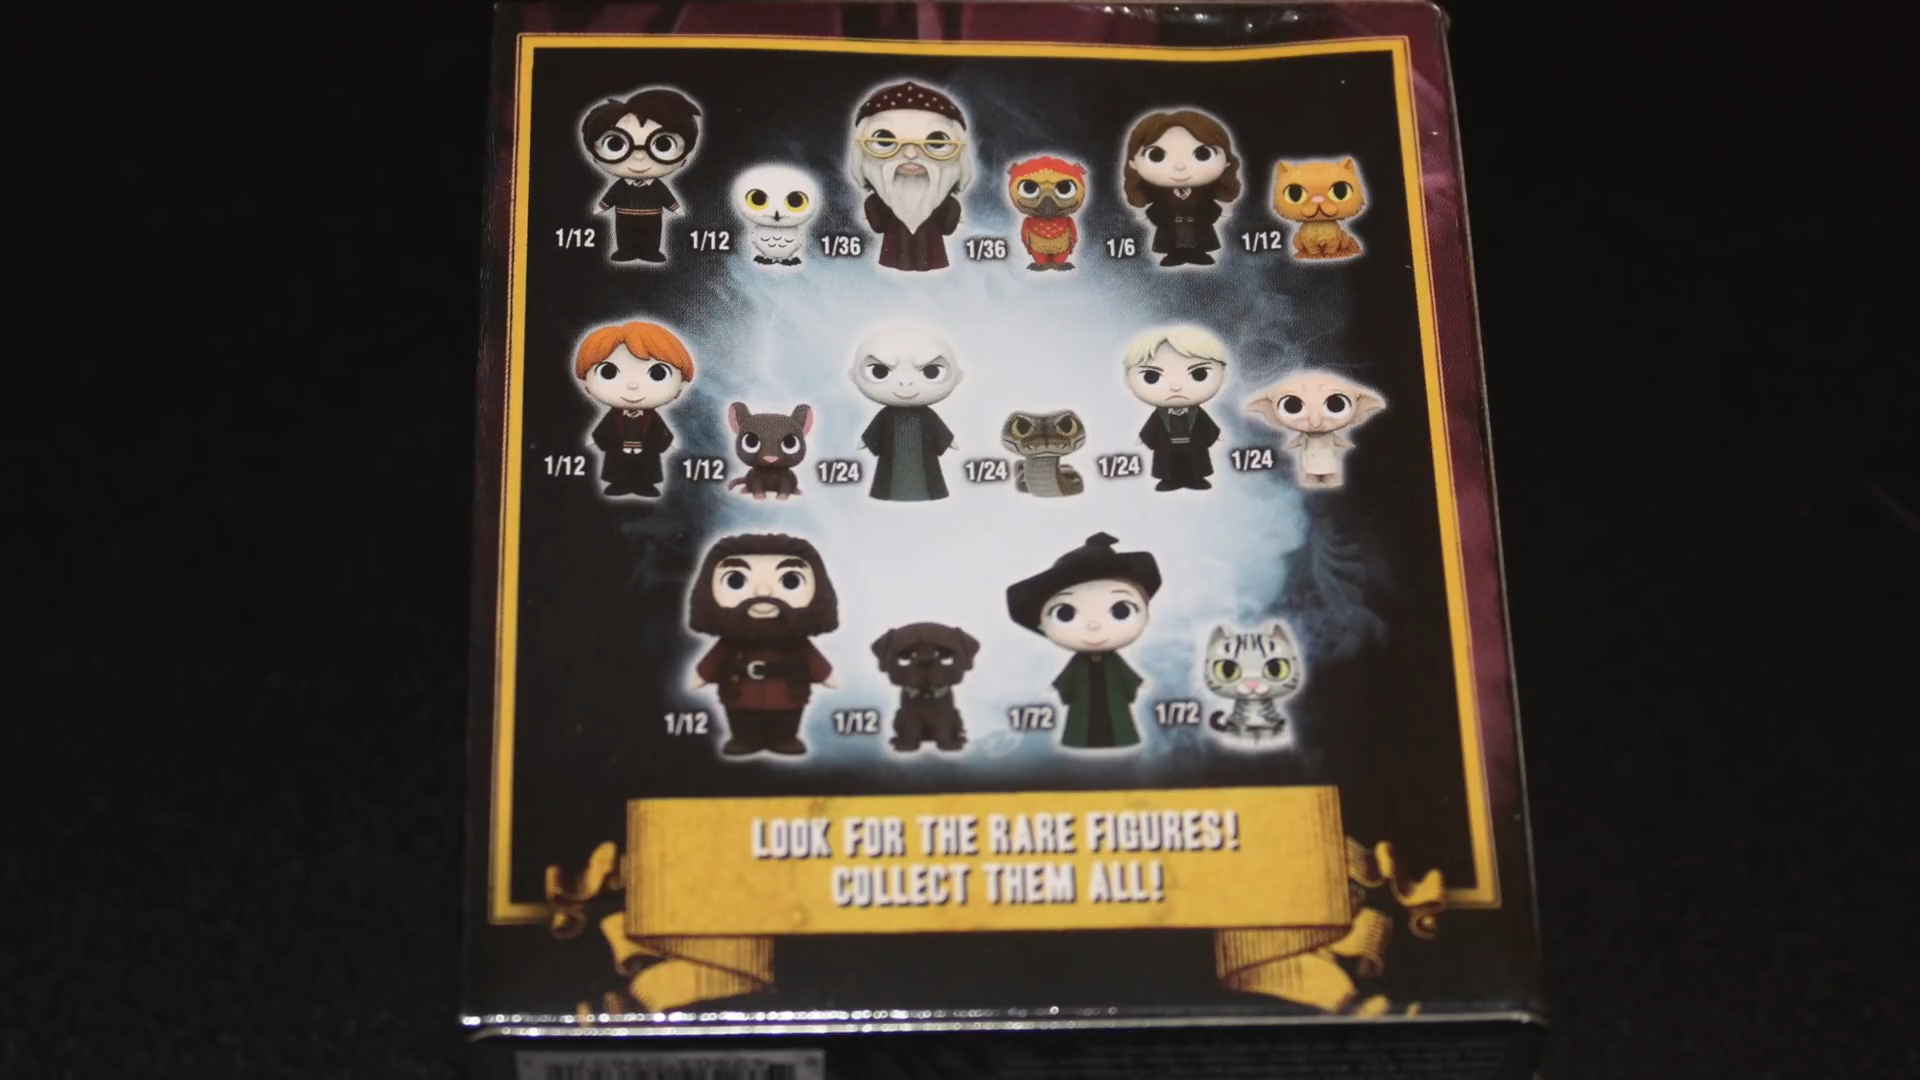 1/12 1/12 1/36 1/36 1/6 1/12
1/12 1/12 1/24 1/24 1/24 1/24
1/12 1/12 1/72 1/72
LOOK FOR THE RARE FIGURES!
COLLECT THEM ALL!